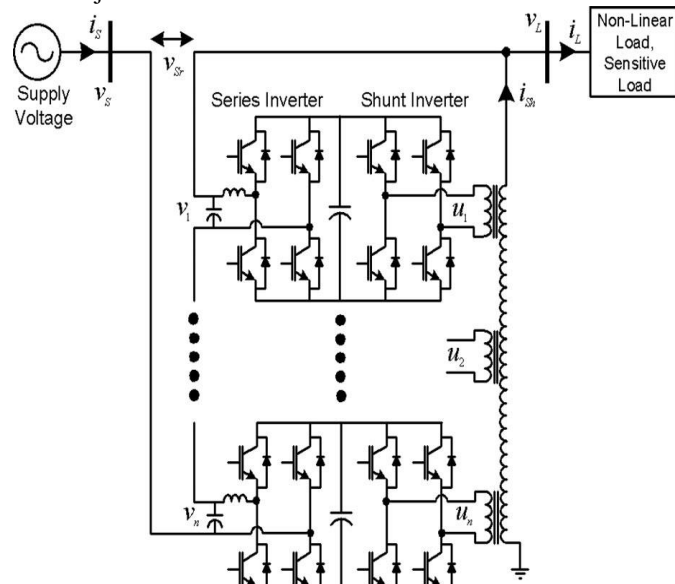 i_S
v_S
v_Sr
Supply
Voltage
Series Inverter
Shunt Inverter
v_L
i_L
Non-Linear
Load,
Sensitive
Load
i_Sh
v_1
u_1
u_2
v_n
u_n